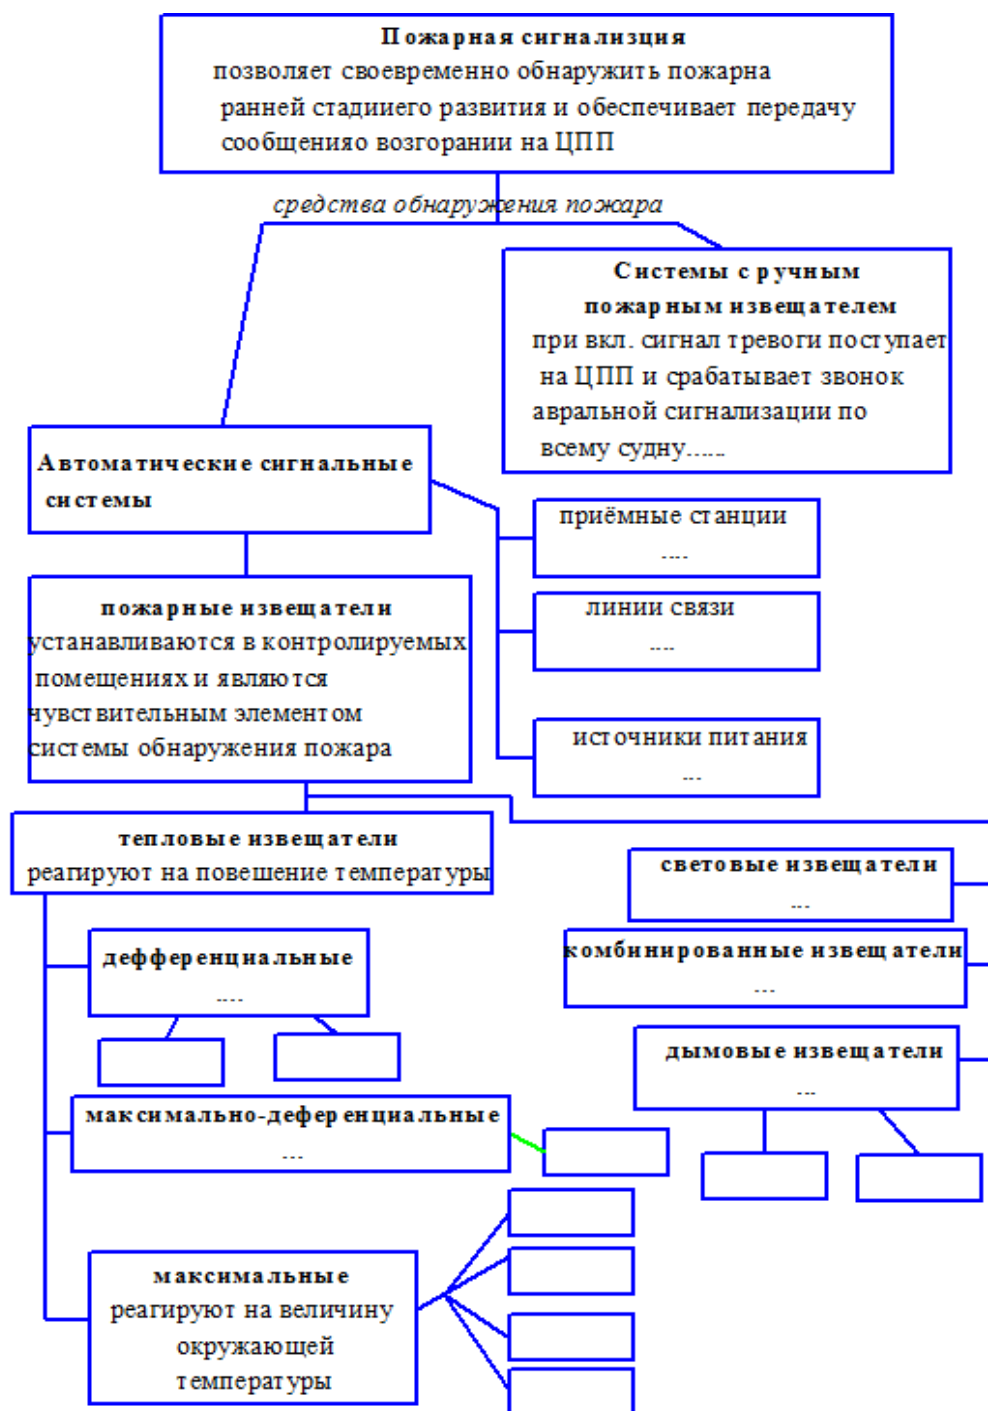 Пожарная сигнализция
позволяет своевременно обнаружить пожарна
ранней стадииего развития и обеспечивает передачу
сообщенияо возгорании на ЦПП
средства обнаружения пожара
Системы с ручным
пожарным извещателем
при вкл. сигнал тревоги поступает
на ЦПП и срабатывает звонок
авральной сигнализации по
всему судну......
Автоматические сигнальные
системы
приёмные станции
....
линии связи
....
источники питания
...
пожарные извещатели
устанавливаются в контролируемых
помещениях и являются
чувствительным элементом
системы обнаружения пожара
тепловые извещатели
реагируют на повешение температуры
световые извещатели
...
комбинированные извещатели
...
дымовые извещатели
...
дефференциальные
....
максимально-деференциальные
...
максимальные
реагируют на величину
окружающей
температуры